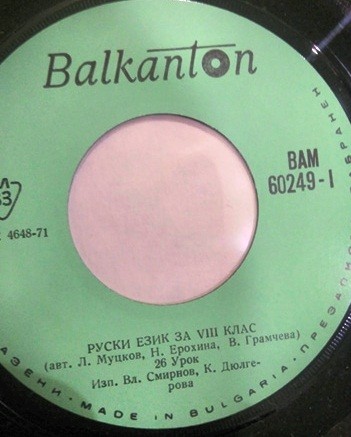 Balkanton
ВАМ
60249-I
4648-71
РУСКИ ЕЗИК ЗА VIII КЛАС
(авт. Л. Муцков, Н. Ерохина, В. Грамчева)
26 Урок
Изп. Вл. Смирнов, К. Дюлге-
рова
MADE IN BULGARIA